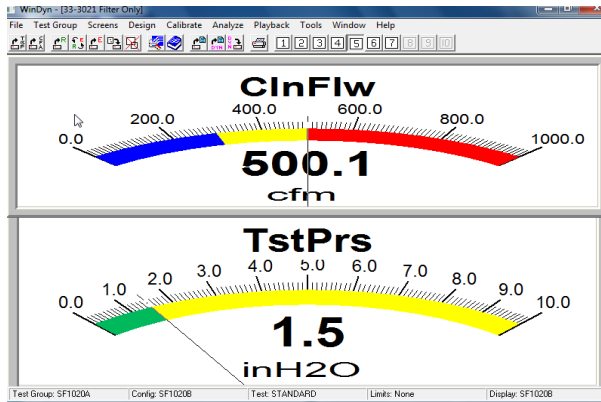 WinDyn - [33-3021 Filter Only]
File Test Group Screens Design Calibrate Analyze Playback Tools Window Help
1 2 3 4 5 6 7 8 9 10
ClnFlw
0.0 200.0 400.0 600.0 800.0 1000.0
500.1
cfm
TstPrs
0.0 1.0 2.0 3.0 4.0 5.0 6.0 7.0 8.0 9.0 10.0
1.5
inH2O
Test Group: SF1020A Config: SF1020B Test: STANDARD Limits: None Display: SF1020B